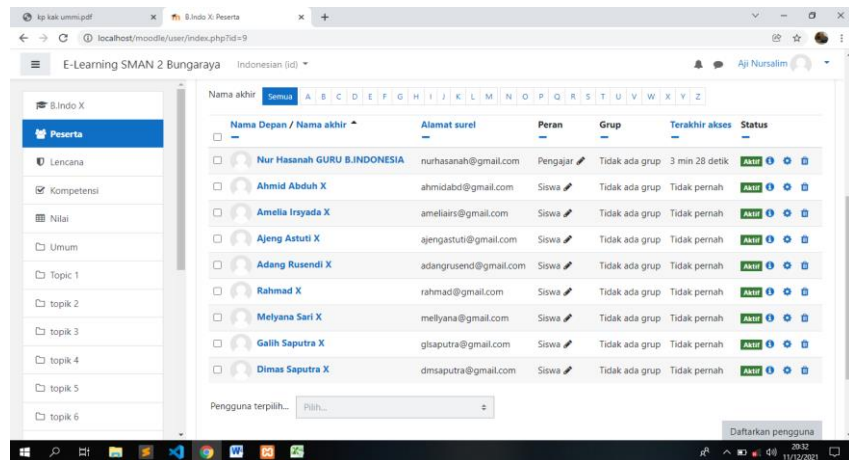 kp kak ummi.pdf
B.Indo X: Peserta
localhost/moodle/user/index.php?id=9
E-Learning SMAN 2 Bungaraya Indonesian (id) Aji Nursalim
B.Indo X
Peserta
Lencana
Kompetensi
Nilai
Umum
Topic 1
topik 2
topik 3
topik 4
topik 5
topik 6
Nama akhir Semua A B C D E F G H I J K L M N O P Q R S T U V W X Y Z
Nama Depan / Nama akhir Alamat surel Peran Grup Terakhir akses Status
Nur Hasanah GURU B.INDONESIA nurhasanah@gmail.com Pengajar Tidak ada grup 3 min 28 detik Aktif
Ahmid Abduh X ahmidabd@gmail.com Siswa Tidak ada grup Tidak pernah Aktif
Amelia Irsyada X ameliairs@gmail.com Siswa Tidak ada grup Tidak pernah Aktif
Ajeng Astuti X ajengastuti@gmail.com Siswa Tidak ada grup Tidak pernah Aktif
Adang Rusendi X adangrusend@gmail.com Siswa Tidak ada grup Tidak pernah Aktif
Rahmad X rahmad@gmail.com Siswa Tidak ada grup Tidak pernah Aktif
Melyana Sari X mellyana@gmail.com Siswa Tidak ada grup Tidak pernah Aktif
Galih Saputra X glsaputra@gmail.com Siswa Tidak ada grup Tidak pernah Aktif
Dimas Saputra X dmsaputra@gmail.com Siswa Tidak ada grup Tidak pernah Aktif
Pengguna terpilih... Pilih...
Daftarkan pengguna
20:32
11/12/2021